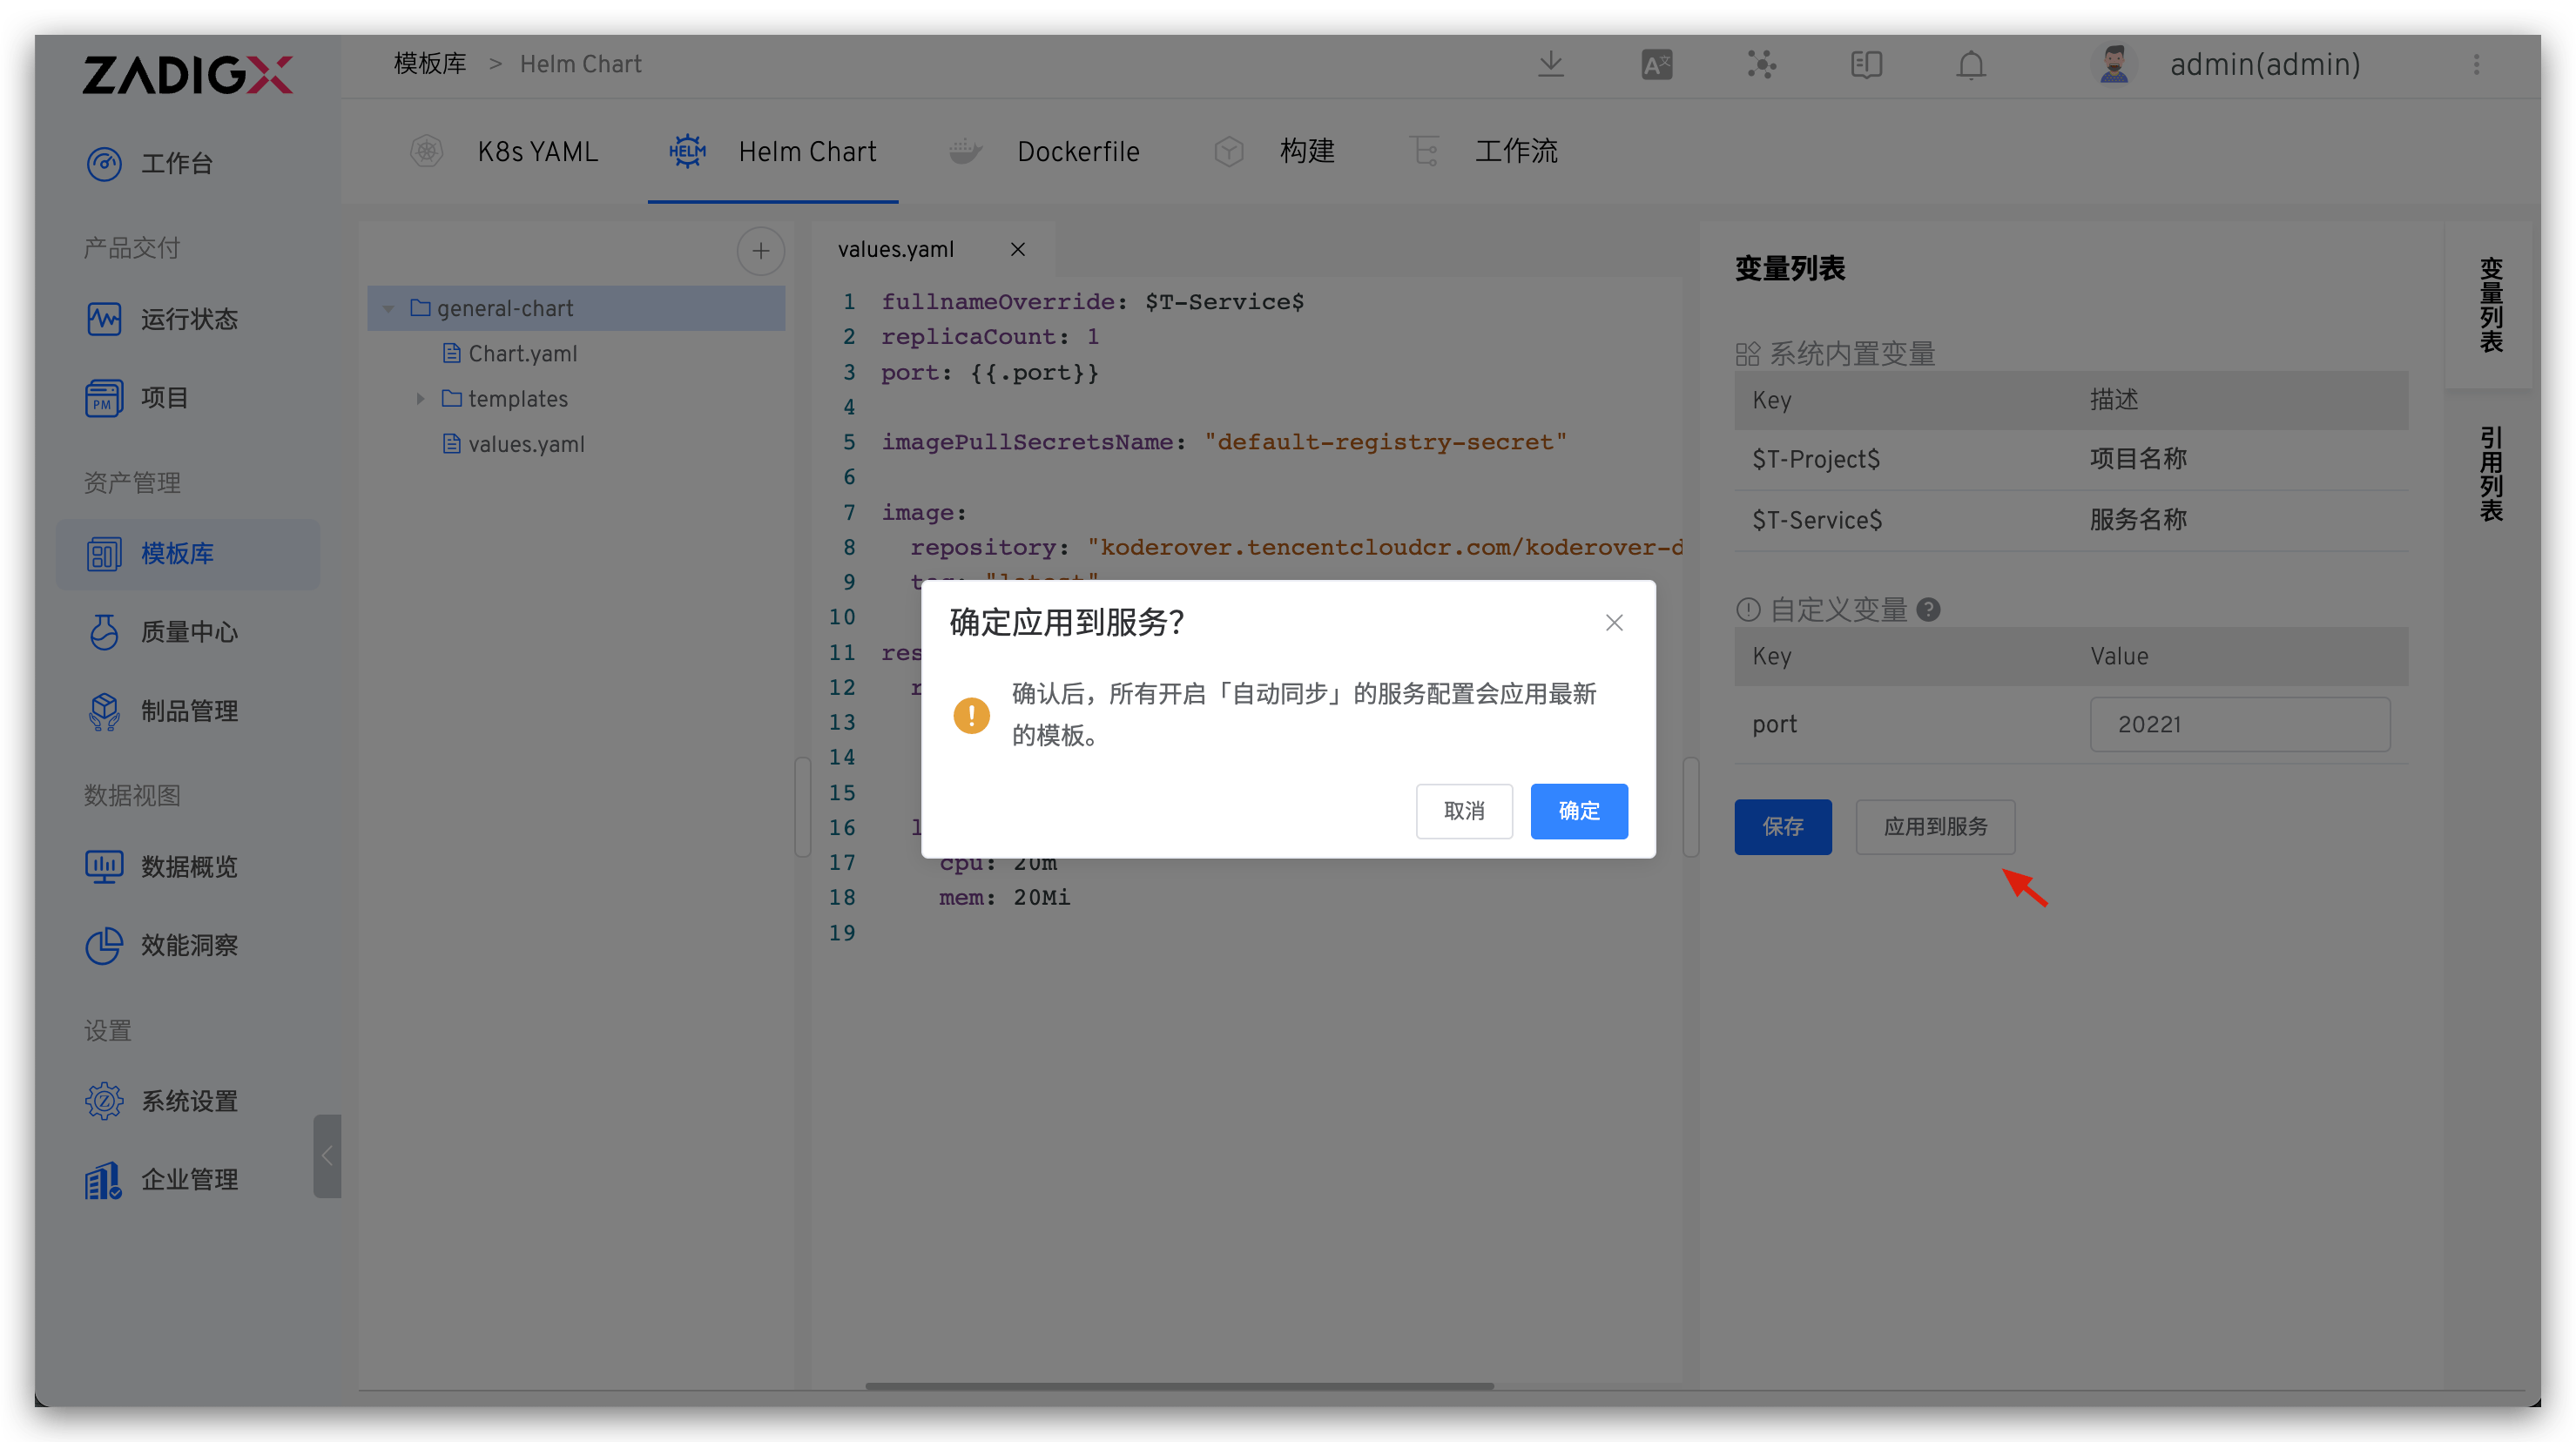 ZADIGX
模板库 > Helm Chart
admin(admin)
工作台
产品交付
运行状态
PM
项目
资产管理
模板库
质量中心
制品管理
数据视图
数据概览
效能洞察
设置
系统设置
企业管理
K8s YAML
HELM
Helm Chart
Dockerfile
构建
工作流
general-chart
Chart.yaml
templates
values.yaml
values.yaml
1 fullnameOverride: $T-Service$
2 replicaCount: 1
3 port: {{.port}}
4
5 imagePullSecretsName: "default-registry-secret"
6
7 image:
8 repository: "koderover.tencentcloudcr.com/koderover-d
9 tag: "latest"
10
11 res
12 r
13
14
15
16 l
17 cpu: 20m
18 mem: 20Mi
19
确定应用到服务?
确认后，所有开启「自动同步」的服务配置会应用最新
的模板。
取消
确定
变量列表
系统内置变量
Key 描述
$T-Project$ 项目名称
$T-Service$ 服务名称
自定义变量
Key Value
port 20221
保存
应用到服务
变量列表
引用列表